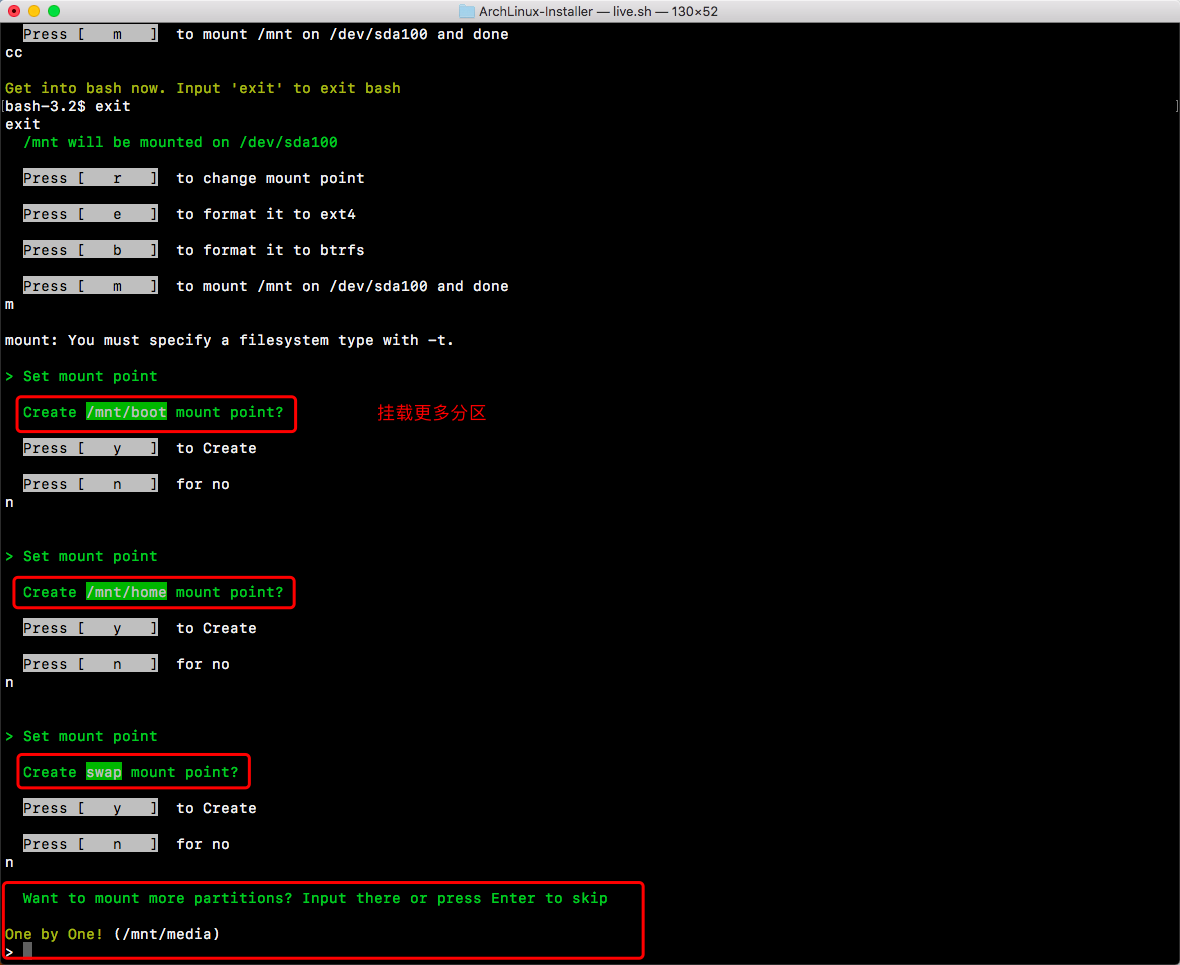 ArchLinux-Installer — live.sh — 130×52
Press [ m ] to mount /mnt on /dev/sda100 and done
cc
Get into bash now. Input 'exit' to exit bash
[bash-3.2$ exit ]
exit
/mnt will be mounted on /dev/sda100
Press [ r ] to change mount point
Press [ e ] to format it to ext4
Press [ b ] to format it to btrfs
Press [ m ] to mount /mnt on /dev/sda100 and done
m
mount: You must specify a filesystem type with -t.
> Set mount point
Create /mnt/boot mount point? 挂载更多分区
Press [ y ] to Create
Press [ n ] for no
n
> Set mount point
Create /mnt/home mount point?
Press [ y ] to Create
Press [ n ] for no
n
> Set mount point
Create swap mount point?
Press [ y ] to Create
Press [ n ] for no
n
Want to mount more partitions? Input there or press Enter to skip
One by One! (/mnt/media)
>